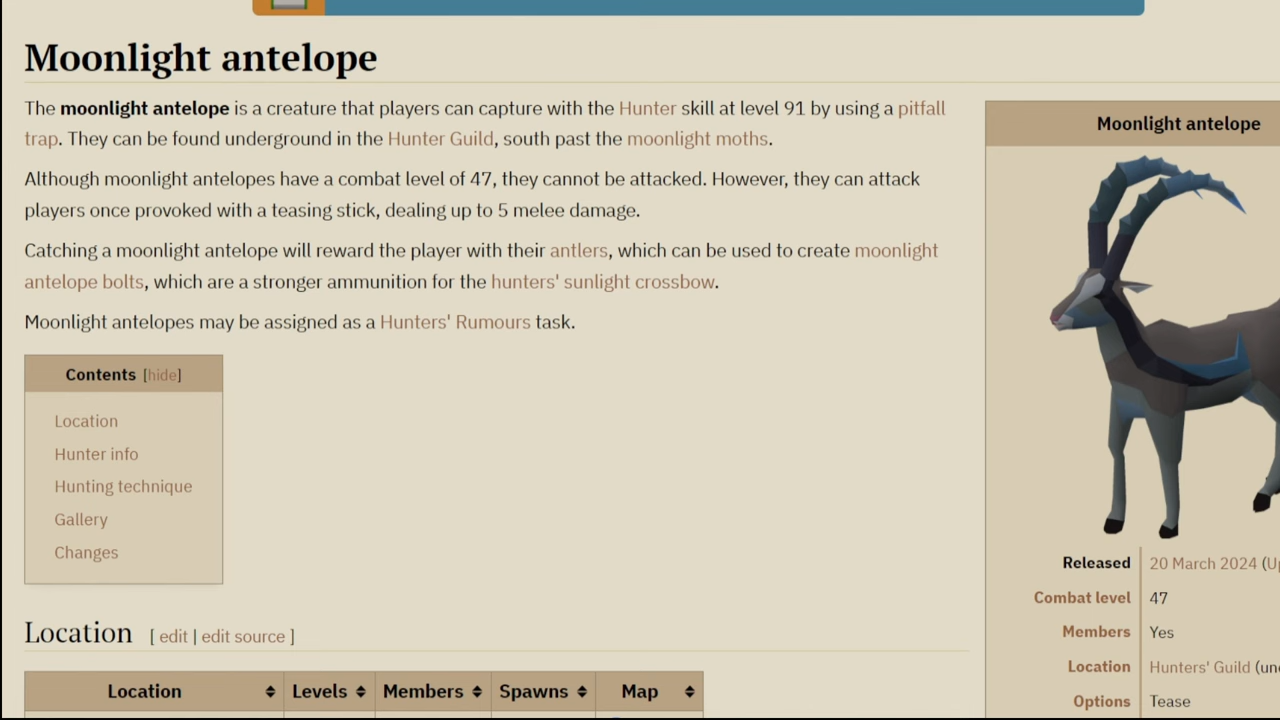 Moonlight antelope
The moonlight antelope is a creature that players can capture with the Hunter skill at level 91 by using a pitfall
trap. They can be found underground in the Hunter Guild, south past the moonlight moths.
Although moonlight antelopes have a combat level of 47, they cannot be attacked. However, they can attack
players once provoked with a teasing stick, dealing up to 5 melee damage.
Catching a moonlight antelope will reward the player with their antlers, which can be used to create moonlight
antelope bolts, which are a stronger ammunition for the hunters' sunlight crossbow.
Moonlight antelopes may be assigned as a Hunters' Rumours task.
Contents [hide]
Location
Hunter info
Hunting technique
Gallery
Changes
Location [ edit | edit source ]
Location Levels Members Spawns Map
Moonlight antelope
Released 20 March 2024
Combat level 47
Members Yes
Location Hunters' Guild
Options Tease